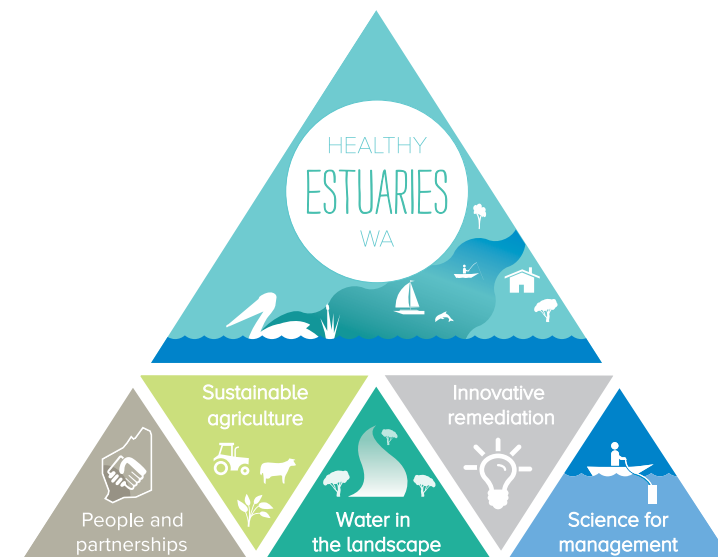 HEALTHY
ESTUARIES
WA
Sustainable
agriculture
Innovative
remediation
People and
partnerships
Water in
the landscape
Science for
management